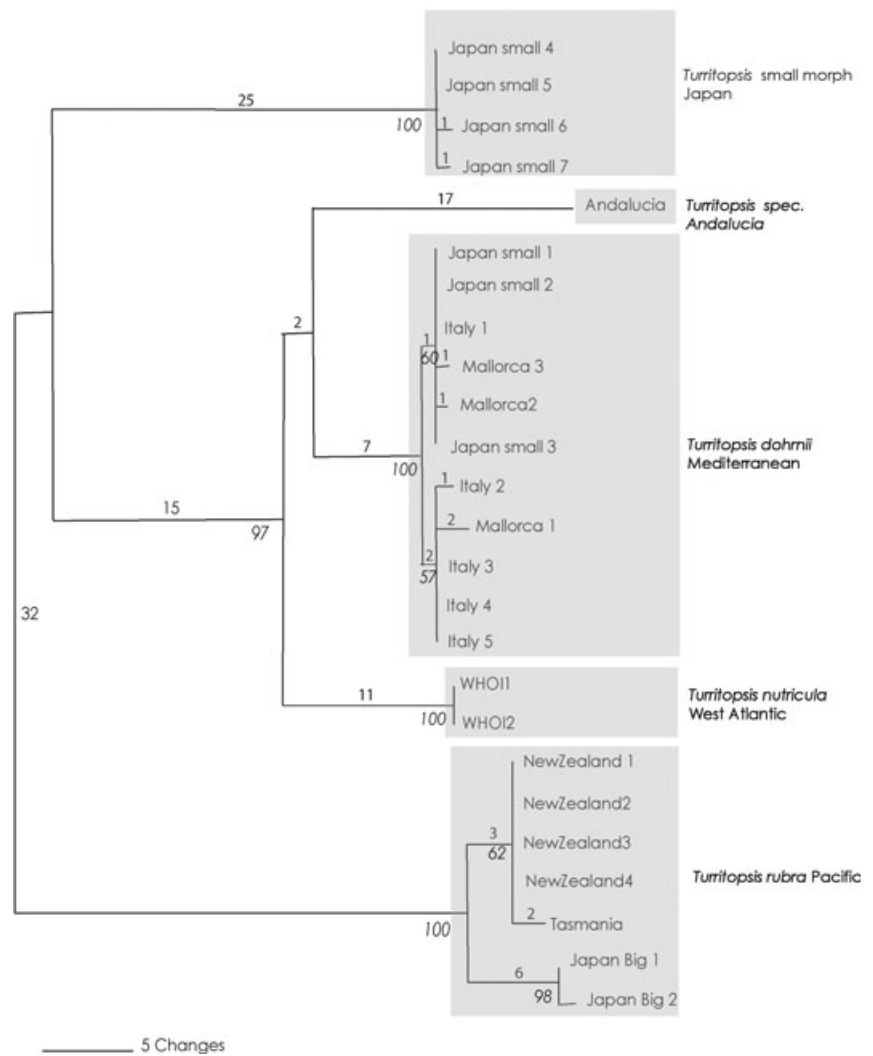 Japan small 4
Japan small 5
25
100
1
Japan small 6
1
Japan small 7
Turritopsis small morph
Japan
17
Andalucia
Turritopsis spec.
Andalucia
Japan small 1
Japan small 2
2
Italy 1
1
60
1
Mallorca 3
1
Mallorca2
Japan small 3
7
100
Turritopsis dohrnii
Mediterranean
1
Italy 2
15
97
2
Mallorca 1
2
57
Italy 3
Italy 4
32
Italy 5
11
100
WHOI1
WHOI2
Turritopsis nutricula
West Atlantic
NewZealand 1
NewZealand2
3
62
NewZealand3
NewZealand4
Turritopsis rubra Pacific
100
2
Tasmania
Japan Big 1
6
98
Japan Big 2
5 Changes